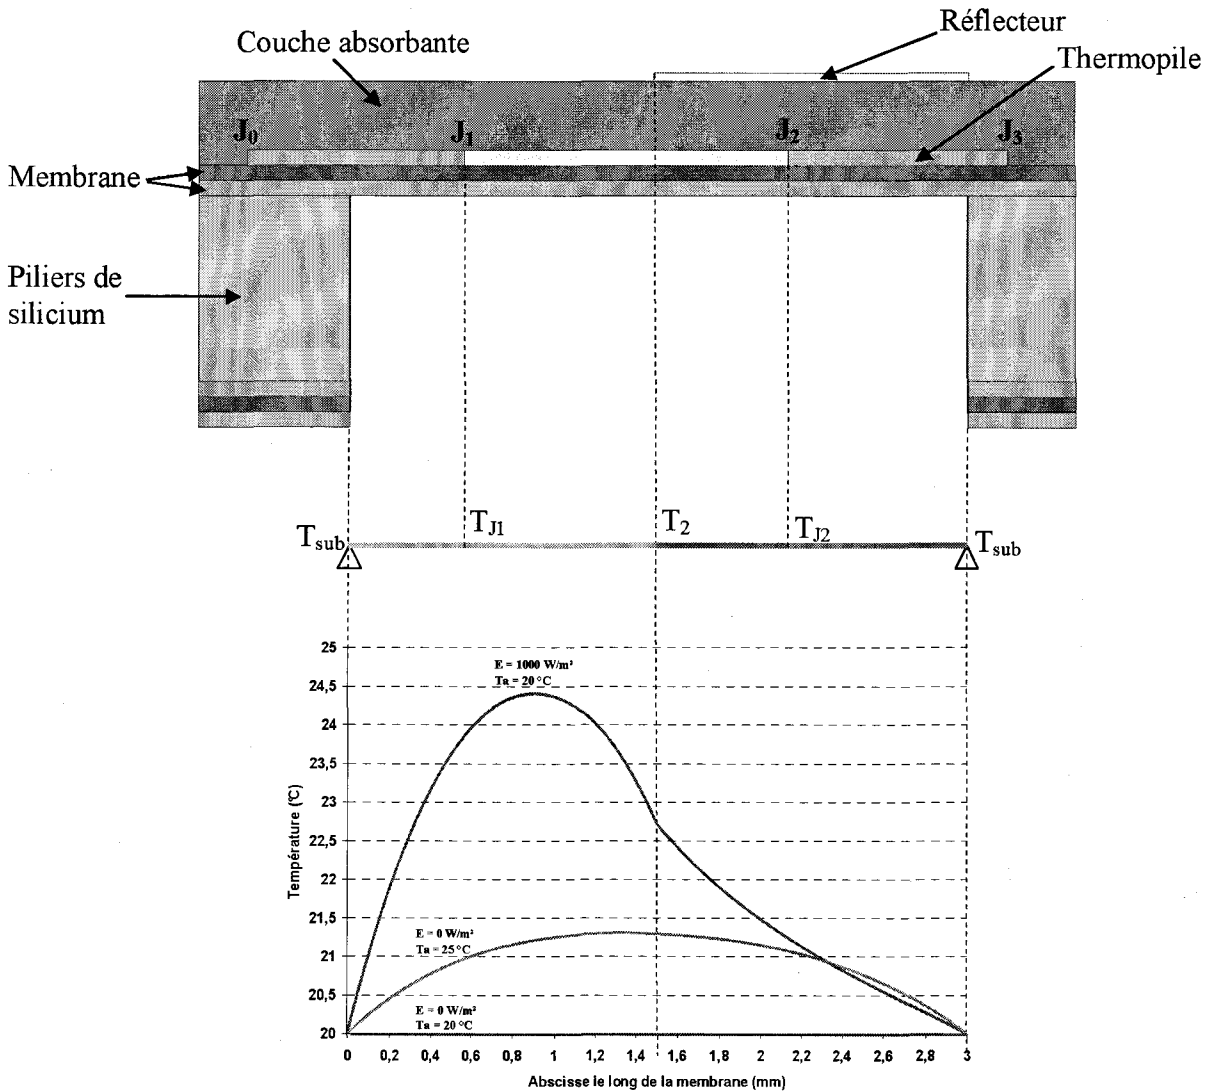 Réflecteur
Couche absorbante
Thermopile
J₀ J₁ J₂ J₃
Membrane
Piliers de
silicium
T_sub T_J1 T₂ T_J2 T_sub
25
24,5
24
23,5
23
22,5
22
21,5
21
20,5
20
Température (°C)
E = 1000 W/m²
Ta = 20 °C
E = 0 W/m²
Ta = 25 °C
E = 0 W/m²
Ta = 20 °C
0 0,2 0,4 0,6 0,8 1 1,2 1,4 1,6 1,8 2 2,2 2,4 2,6 2,8 3
Abscisse le long de la membrane (mm)